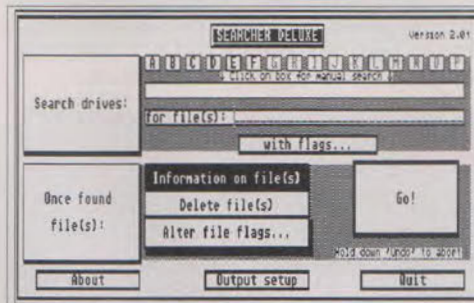 SEARCHER DELUXE
Version 2.01
A B C D E F G H I J K L M N O P
↓ Click on box for manual search ↓
Search drives:
for file(s):
with flags...
Once found
file(s):
Information on file(s)
Delete file(s)
Alter file flags...
Go!
Hold down 'Undo' to abort
About
Output setup
Quit